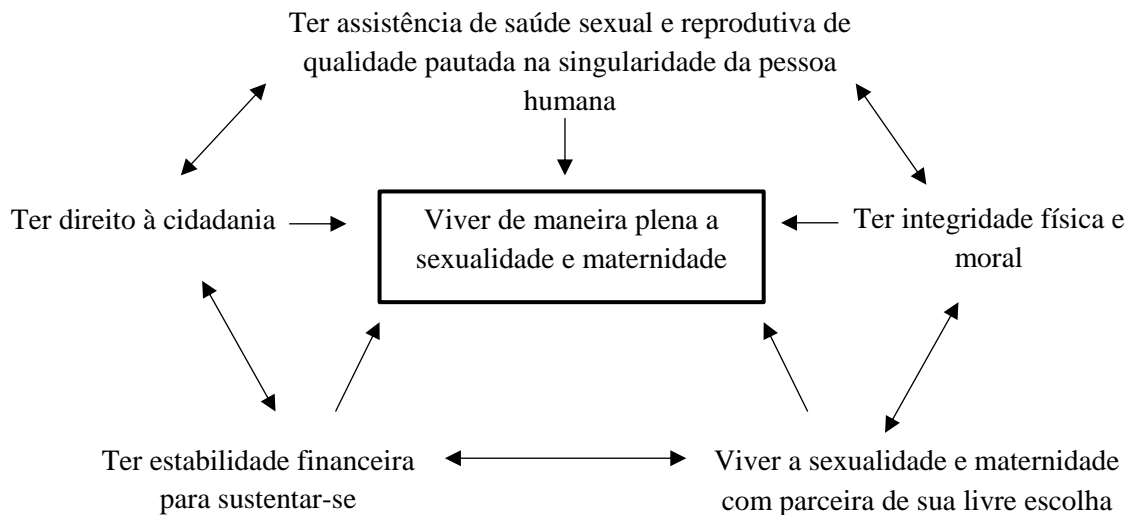 Ter assistência de saúde sexual e reprodutiva de
qualidade pautada na singularidade da pessoa
humana
Ter direito à cidadania
Viver de maneira plena a
sexualidade e maternidade
Ter integridade física e
moral
Ter estabilidade financeira
para sustentar-se
Viver a sexualidade e maternidade
com parceira de sua livre escolha